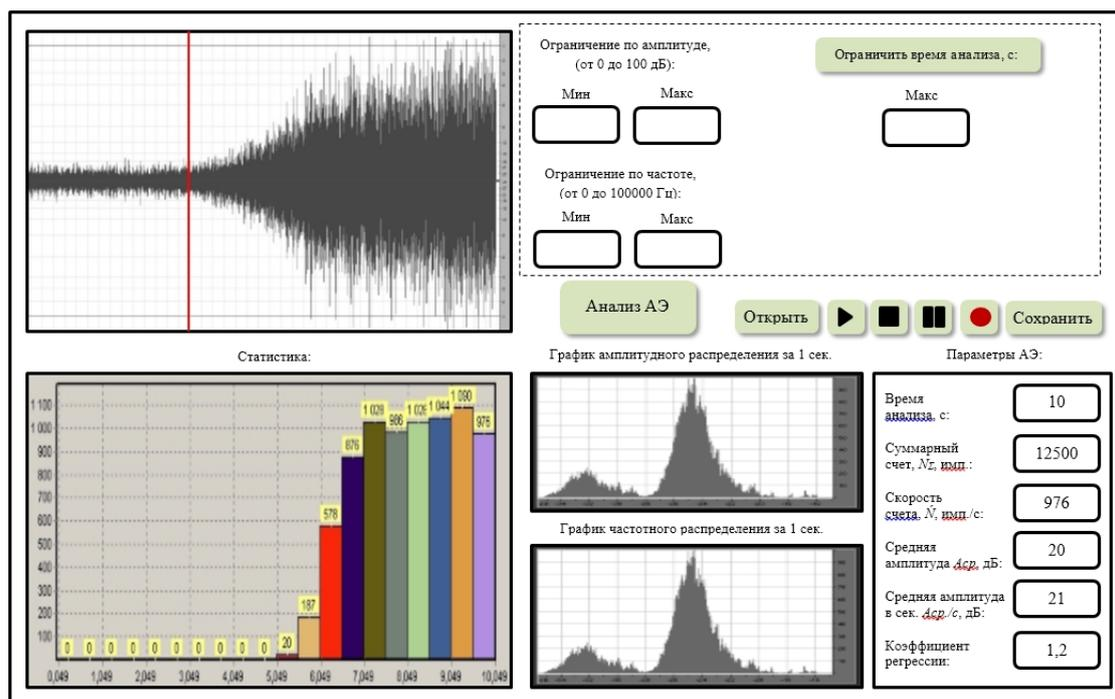 Ограничение по амплитуде,
(от 0 до 100 дБ):
Мин Макс
Ограничить время анализа, с:
Макс
Ограничение по частоте,
(от 0 до 100000 Гц):
Мин Макс
Анализ АЭ
Открыть
Сохранить
Статистика:
1 100
1 000
900
800
700
600
500
400
300
200
100
0 0 0 0 0 0 0 0 0 0 20 187 578 876 1 028 986 1 044 1 090 976
0,049 1,049 2,049 3,049 4,049 5,049 6,049 7,049 8,049 9,049 10,049
График амплитудного распределения за 1 сек.
График частотного распределения за 1 сек.
Параметры АЭ:
Время
анализа, с:
10
Суммарный
счет, NΣ, имп.:
12500
Скорость
счета, Ṅ, имп./с:
976
Средняя
амплитуда Аср, дБ:
20
Средняя амплитуда
в сек. Аср/с, дБ:
21
Коэффициент
регрессии:
1,2